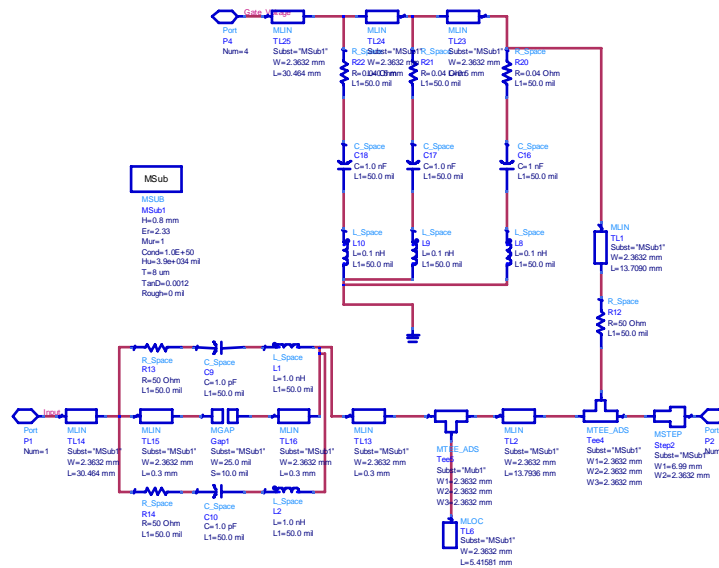 Port
P4
Num=4
Gate_Voltage
MLIN
TL25
Subst="MSub1"
W=2.3632 mm
L=30.464 mm
MLIN
TL24
Subst="MSub1"
W=2.3632 mm
MLIN
TL23
Subst="MSub1"
W=2.3632 mm
R_Space
R22
L1=50.0 mil
R_Space
R21
R=0.04 Ohm
L1=50.0 mil
R_Space
R20
R=0.04 Ohm
L1=50.0 mil
C_Space
C18
C=1.0 nF
L1=50.0 mil
C_Space
C17
C=1.0 nF
L1=50.0 mil
C_Space
C16
C=1 nF
L1=50.0 mil
L_Space
L10
L=0.1 nH
L1=50.0 mil
L_Space
L9
L=0.1 nH
L1=50.0 mil
L_Space
L8
L=0.1 nH
L1=50.0 mil
MSub
MSUB
MSub1
H=0.8 mm
Er=2.33
Mur=1
Cond=1.0E+50
Hu=3.9e+034 mil
T=8 um
TanD=0.0012
Rough=0 mil
MLIN
TL1
Subst="MSub1"
W=2.3632 mm
L=13.7090 mm
R_Space
R12
R=50 Ohm
L1=50.0 mil
R_Space
R13
R=50 Ohm
L1=50.0 mil
C_Space
C9
C=1.0 pF
L1=50.0 mil
L_Space
L1
L=1.0 nH
L1=50.0 mil
Input
Port
P1
Num=1
MLIN
TL14
Subst="MSub1"
W=2.3632 mm
L=30.464 mm
MLIN
TL15
Subst="MSub1"
W=2.3632 mm
L=0.3 mm
MGAP
Gap1
Subst="MSub1"
W=25.0 mil
S=10.0 mil
MLIN
TL16
Subst="MSub1"
W=2.3632 mm
L=0.3 mm
MLIN
TL13
Subst="MSub1"
W=2.3632 mm
L=0.3 mm
MTEE_ADS
W1=2.3632 mm
W2=2.3632 mm
W3=2.3632 mm
MLIN
TL2
Subst="MSub1"
W=2.3632 mm
L=13.7936 mm
MTEE_ADS
Tee4
Subst="MSub1"
W1=2.3632 mm
W2=2.3632 mm
W3=2.3632 mm
MSTEP
Step2
Subst="MSub1"
W1=6.99 mm
W2=2.3632 mm
Port
P2
Num=2
R_Space
R14
R=50 Ohm
L1=50.0 mil
C_Space
C10
C=1.0 pF
L1=50.0 mil
L_Space
L2
L=1.0 nH
L1=50.0 mil
MLOC
TL6
Subst="MSub1"
W=2.3632 mm
L=5.41581 mm